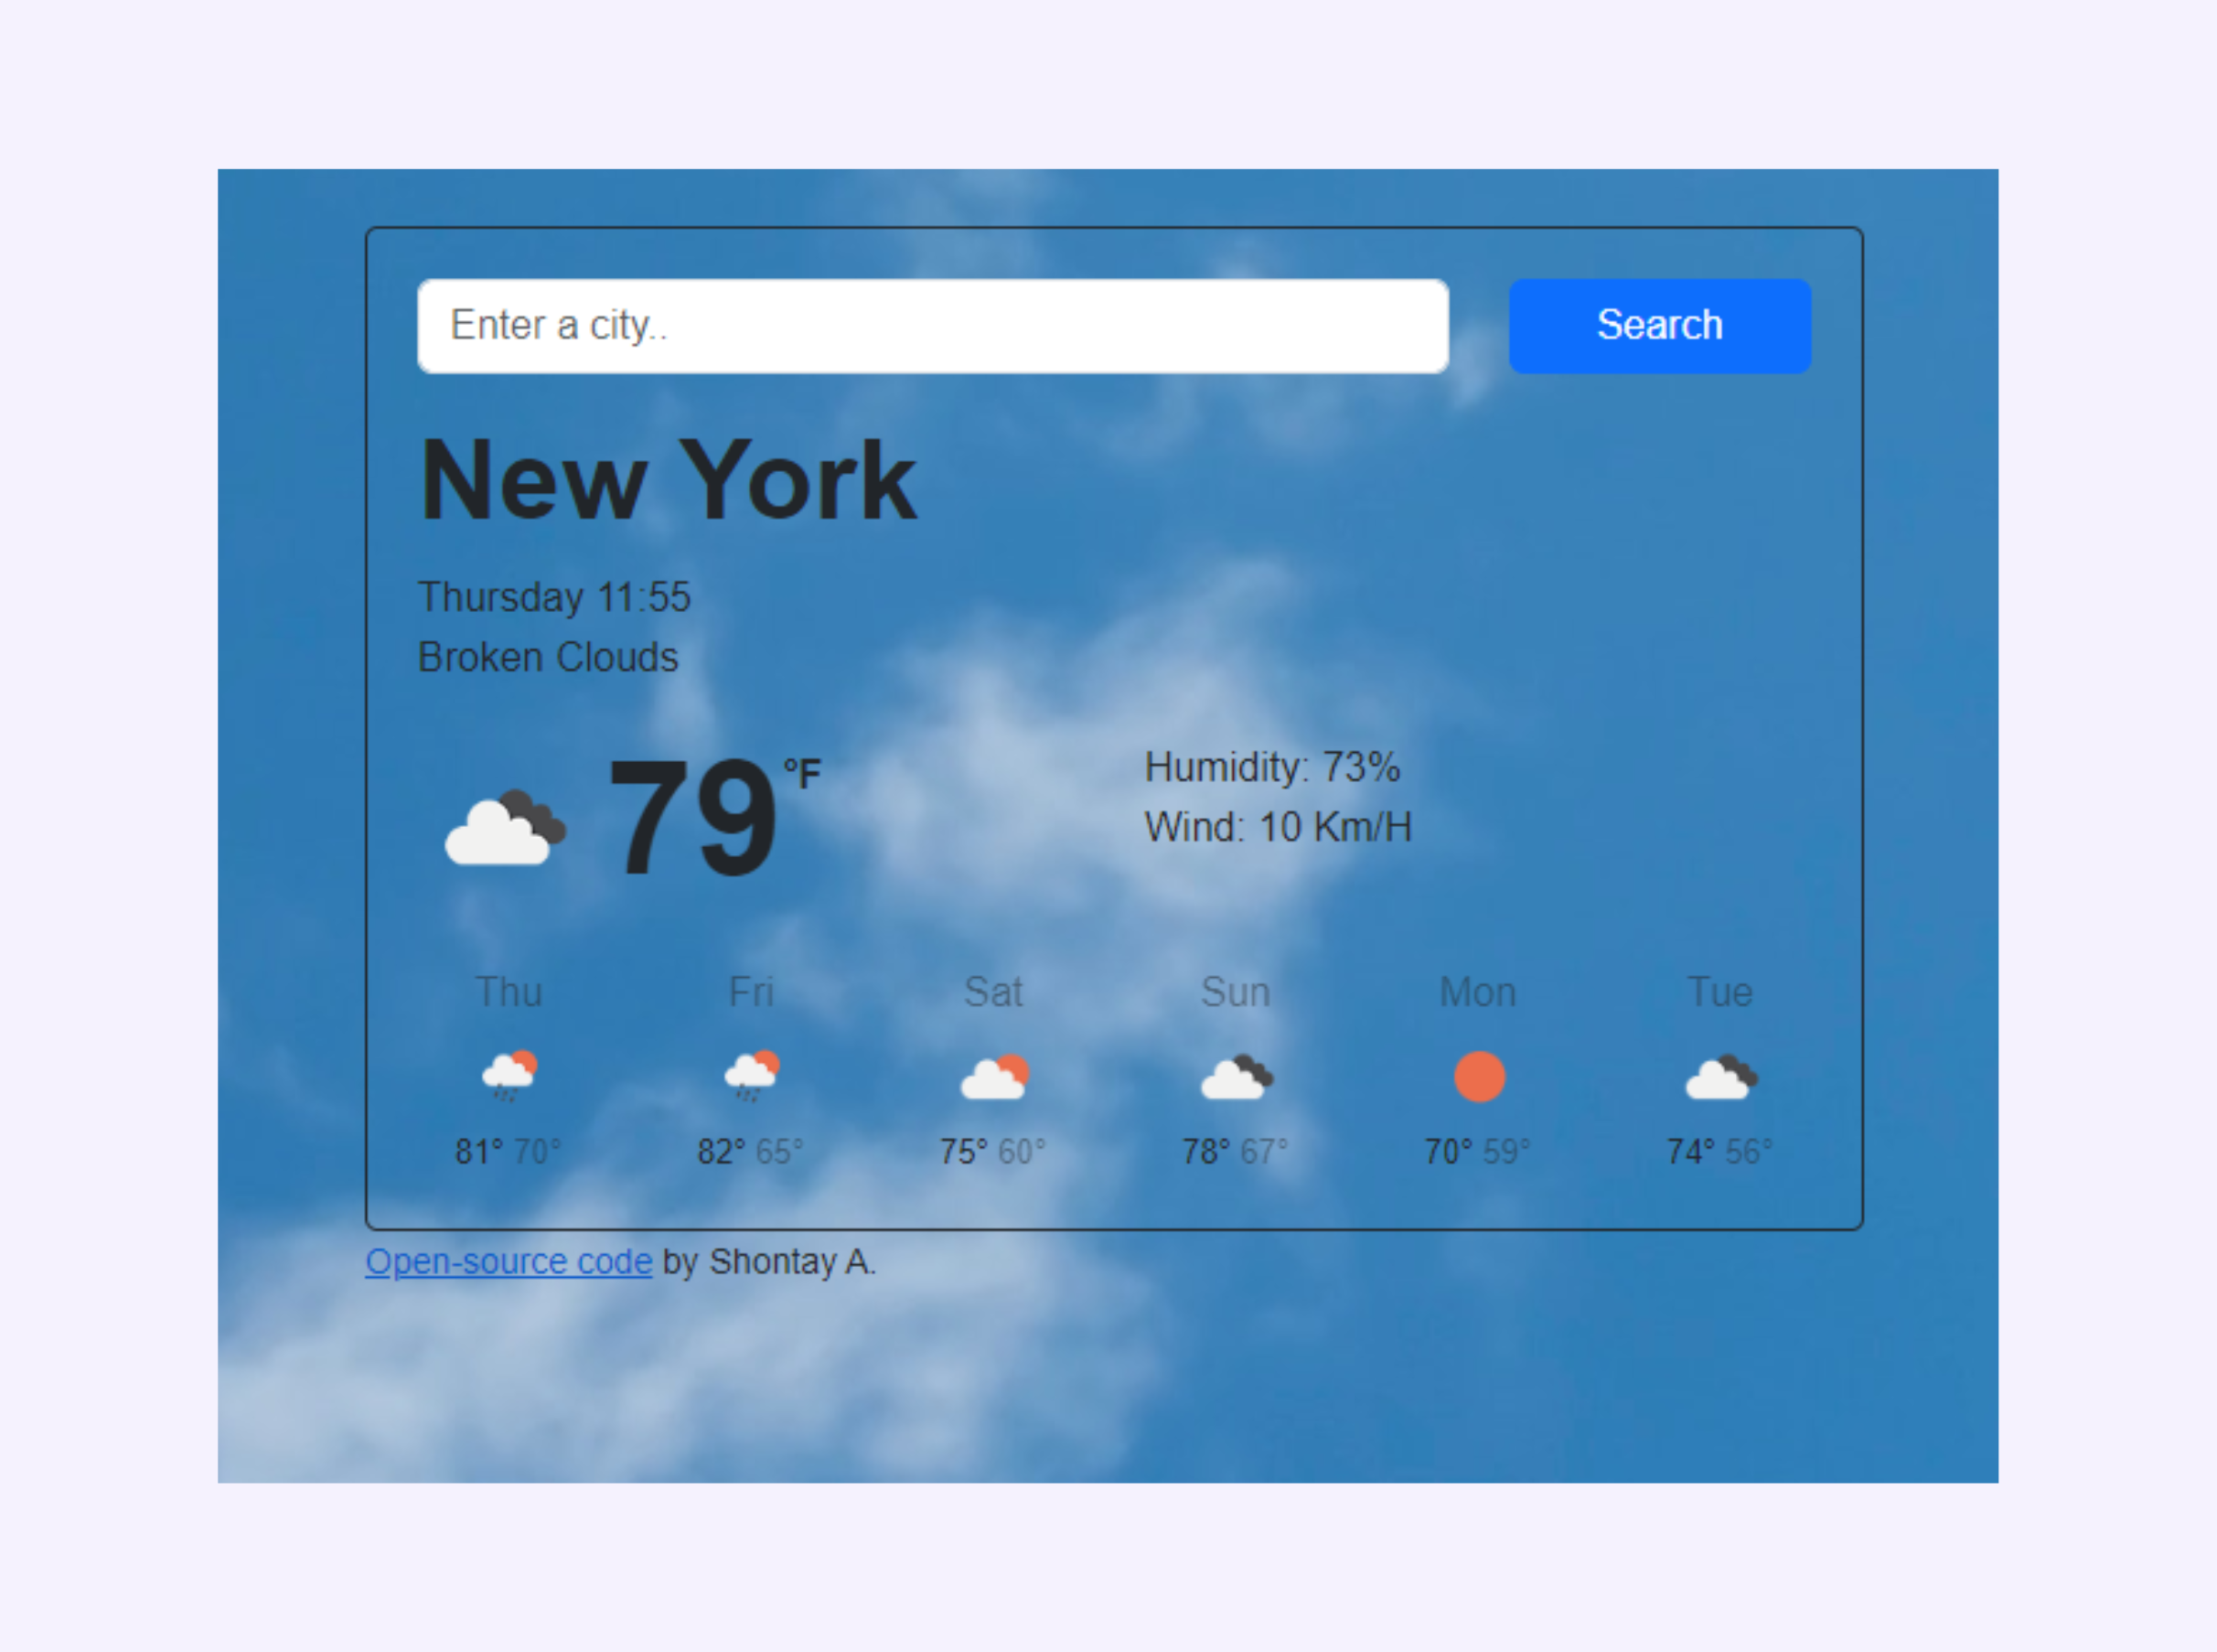 Enter a city..
Search
New York
Thursday 11:55
Broken Clouds
79 °F
Humidity: 73%
Wind: 10 Km/H
Thu Fri Sat Sun Mon Tue
81° 70° 82° 65° 75° 60° 78° 67° 70° 59° 74° 56°
Open-source code by Shontay A.